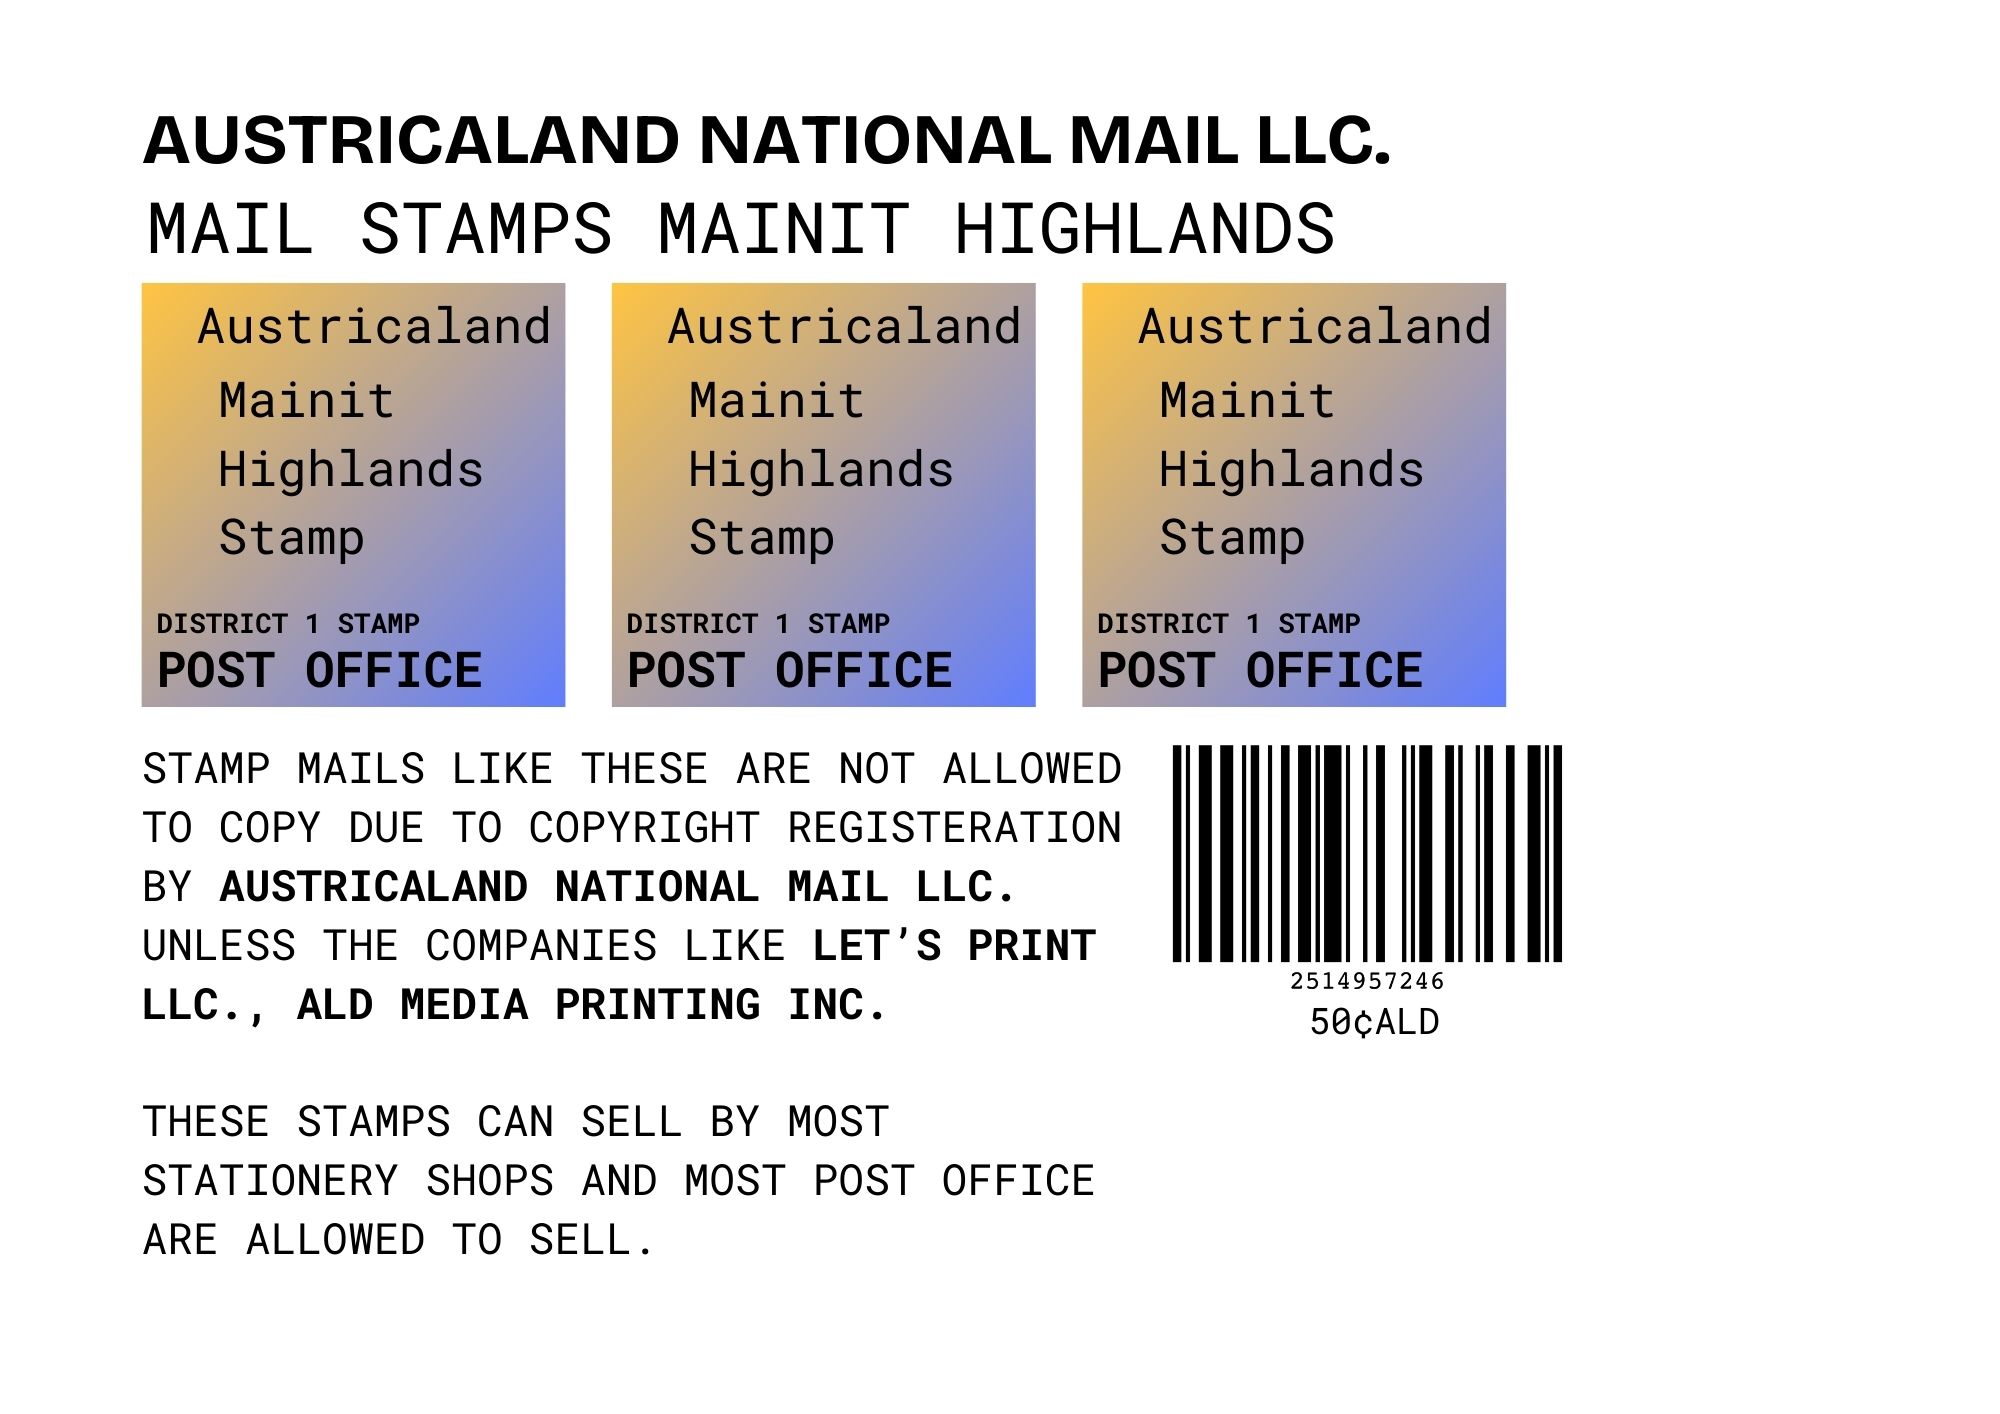 AUSTRICALAND NATIONAL MAIL LLC.
MAIL STAMPS MAINIT HIGHLANDS
Austricaland
Mainit
Highlands
Stamp
DISTRICT 1 STAMP
POST OFFICE
Austricaland
Mainit
Highlands
Stamp
DISTRICT 1 STAMP
POST OFFICE
Austricaland
Mainit
Highlands
Stamp
DISTRICT 1 STAMP
POST OFFICE
STAMP MAILS LIKE THESE ARE NOT ALLOWED
TO COPY DUE TO COPYRIGHT REGISTERATION
BY AUSTRICALAND NATIONAL MAIL LLC.
UNLESS THE COMPANIES LIKE LET’S PRINT
LLC., ALD MEDIA PRINTING INC.
2514957246
50¢ALD
THESE STAMPS CAN SELL BY MOST
STATIONERY SHOPS AND MOST POST OFFICE
ARE ALLOWED TO SELL.